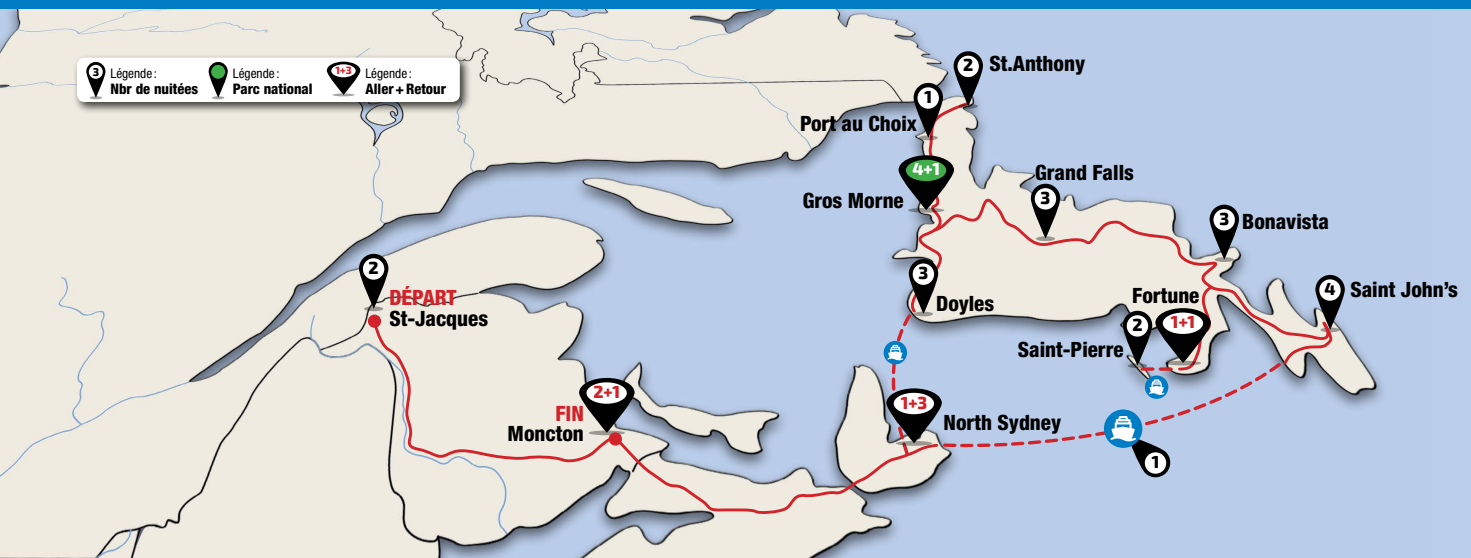 3
Légende :
Nbr de nuitées
Légende :
Parc national
1+3
Légende :
Aller + Retour
2
St.Anthony
1
Port au Choix
4+1
Gros Morne
Grand Falls
3
3
Bonavista
2
DÉPART
St-Jacques
3
Doyles
4
Saint John's
Fortune
1+1
2
Saint-Pierre
2+1
FIN
Moncton
1+3
North Sydney
1